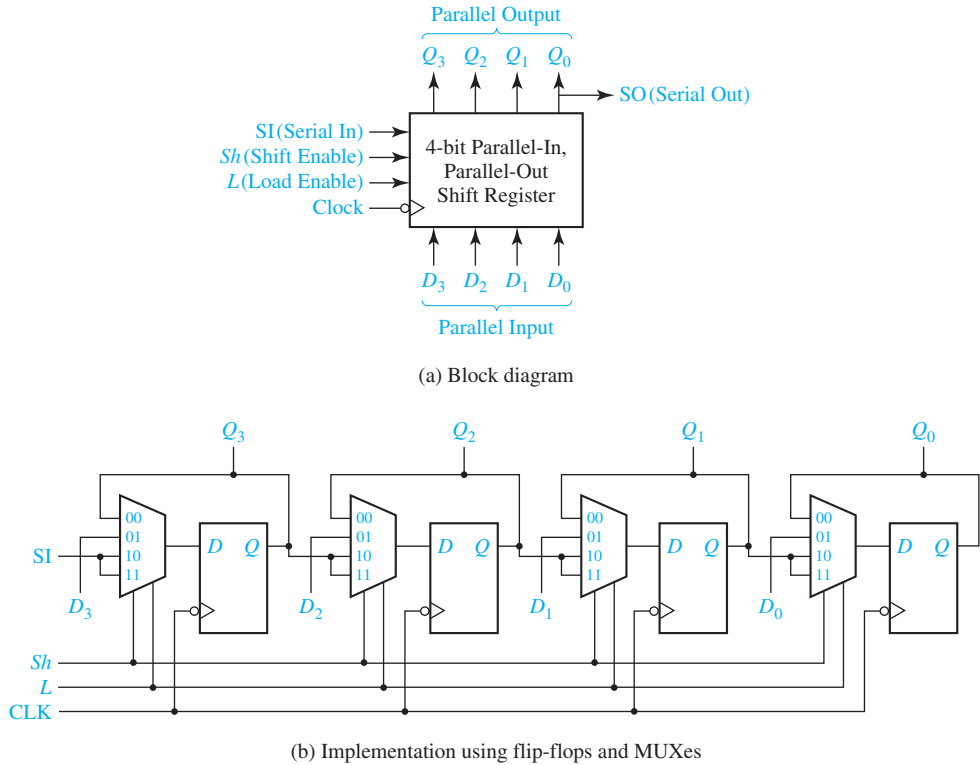 Parallel Output
Q3 Q2 Q1 Q0
SO (Serial Out)
SI (Serial In)
Sh (Shift Enable)
L (Load Enable)
Clock
4-bit Parallel-In,
Parallel-Out
Shift Register
D3 D2 D1 D0
Parallel Input
(a) Block diagram
Q3 Q2 Q1 Q0
00 00 00 00
01 01 01 01
SI 10 D Q 10 D Q 10 D Q 10 D Q
11 11 11 11
D3 D2 D1 D0
Sh
L
CLK
(b) Implementation using flip-flops and MUXes